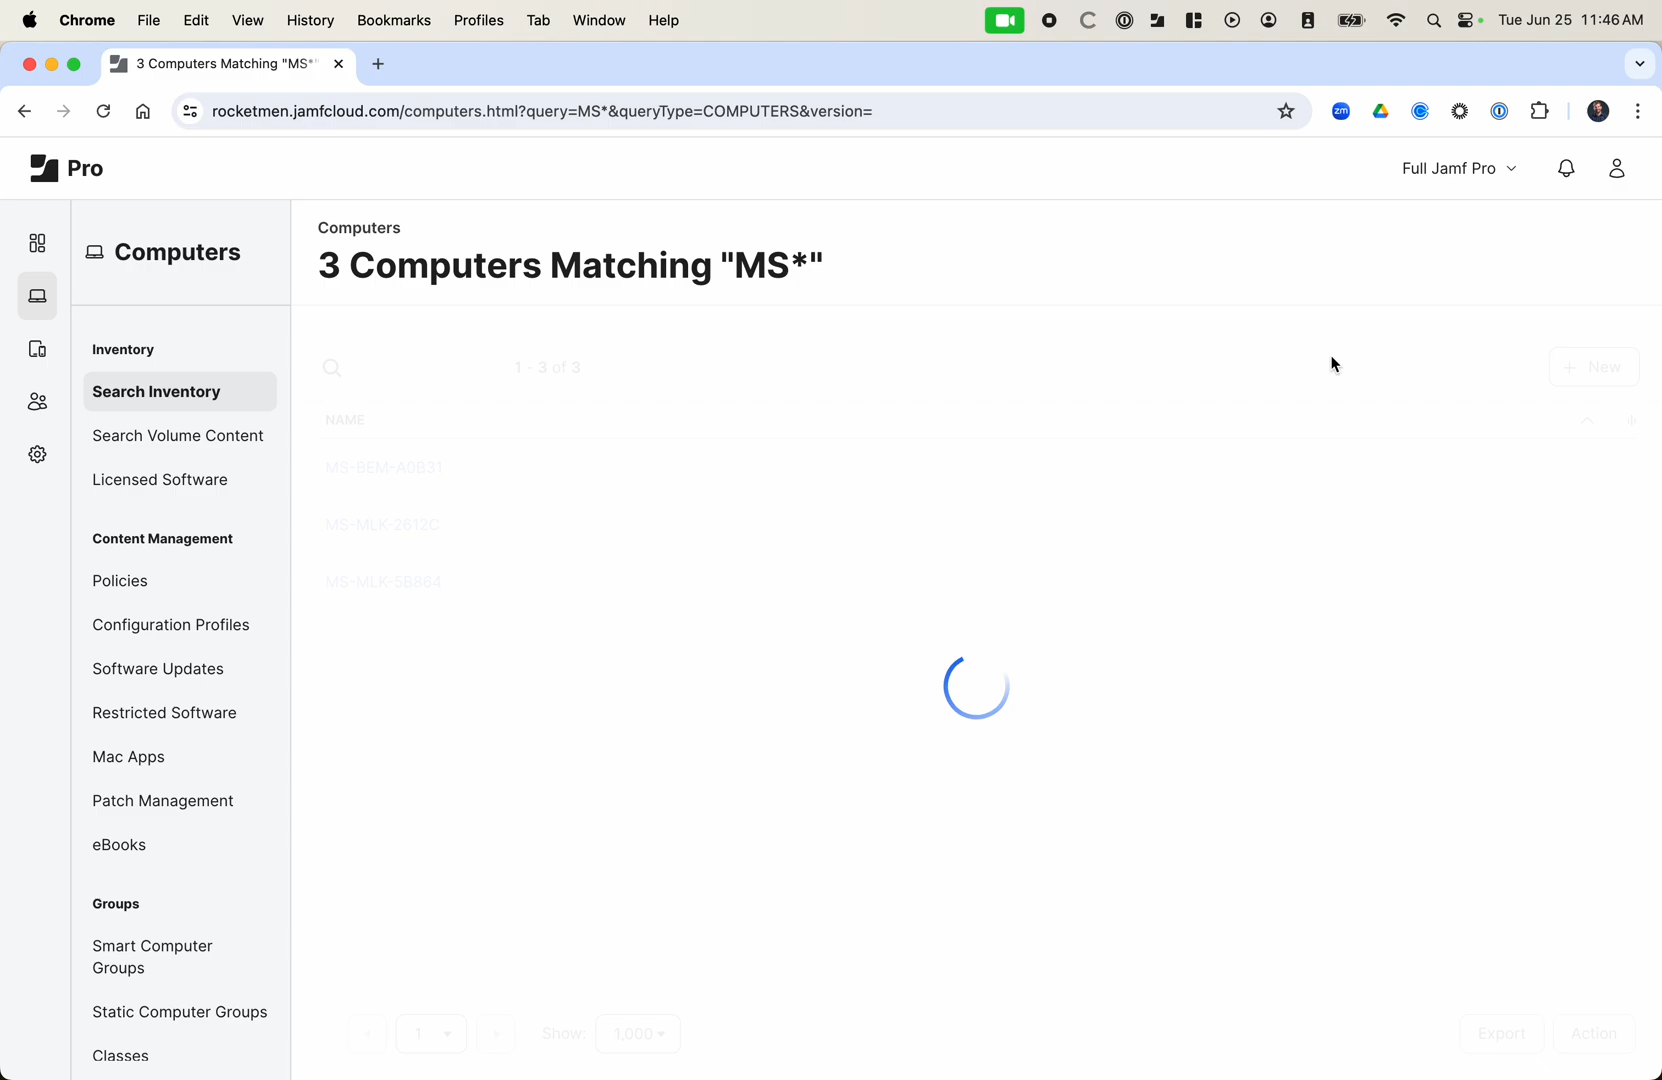 Chrome File Edit View History Bookmarks Profiles Tab Window Help Tue Jun 25 11:46 AM
3 Computers Matching "MS*"
rocketmen.jamfcloud.com/computers.html?query=MS*&queryType=COMPUTERS&version=
zm
Pro
Full Jamf Pro
Computers
Computers
3 Computers Matching "MS*"
Inventory
Search Inventory
Search Volume Content
Licensed Software
Content Management
Policies
Configuration Profiles
Software Updates
Restricted Software
Mac Apps
Patch Management
eBooks
Groups
Smart Computer
Groups
Static Computer Groups
Classes
1 - 3 of 3
+ New
NAME
MS-BEM-A0B31
MS-MLK-2612C
MS-MLK-5B864
1
Show: 1,000
Export
Action